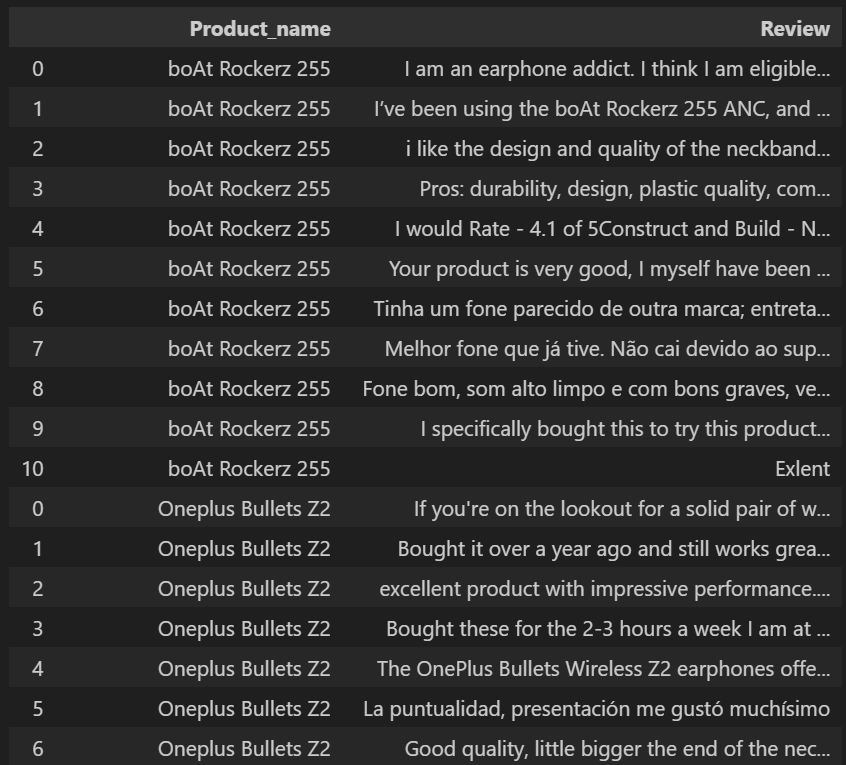 Product_name Review
0 boAt Rockerz 255 I am an earphone addict. I think I am eligible...
1 boAt Rockerz 255 I’ve been using the boAt Rockerz 255 ANC, and ...
2 boAt Rockerz 255 i like the design and quality of the neckband...
3 boAt Rockerz 255 Pros: durability, design, plastic quality, com...
4 boAt Rockerz 255 I would Rate - 4.1 of 5Construct and Build - N...
5 boAt Rockerz 255 Your product is very good, I myself have been ...
6 boAt Rockerz 255 Tinha um fone parecido de outra marca; entreta...
7 boAt Rockerz 255 Melhor fone que já tive. Não cai devido ao sup...
8 boAt Rockerz 255 Fone bom, som alto limpo e com bons graves, ve...
9 boAt Rockerz 255 I specifically bought this to try this product...
10 boAt Rockerz 255 Exlent
0 Oneplus Bullets Z2 If you're on the lookout for a solid pair of w...
1 Oneplus Bullets Z2 Bought it over a year ago and still works grea...
2 Oneplus Bullets Z2 excellent product with impressive performance....
3 Oneplus Bullets Z2 Bought these for the 2-3 hours a week I am at ...
4 Oneplus Bullets Z2 The OnePlus Bullets Wireless Z2 earphones offe...
5 Oneplus Bullets Z2 La puntualidad, presentación me gustó muchísimo
6 Oneplus Bullets Z2 Good quality, little bigger the end of the nec...